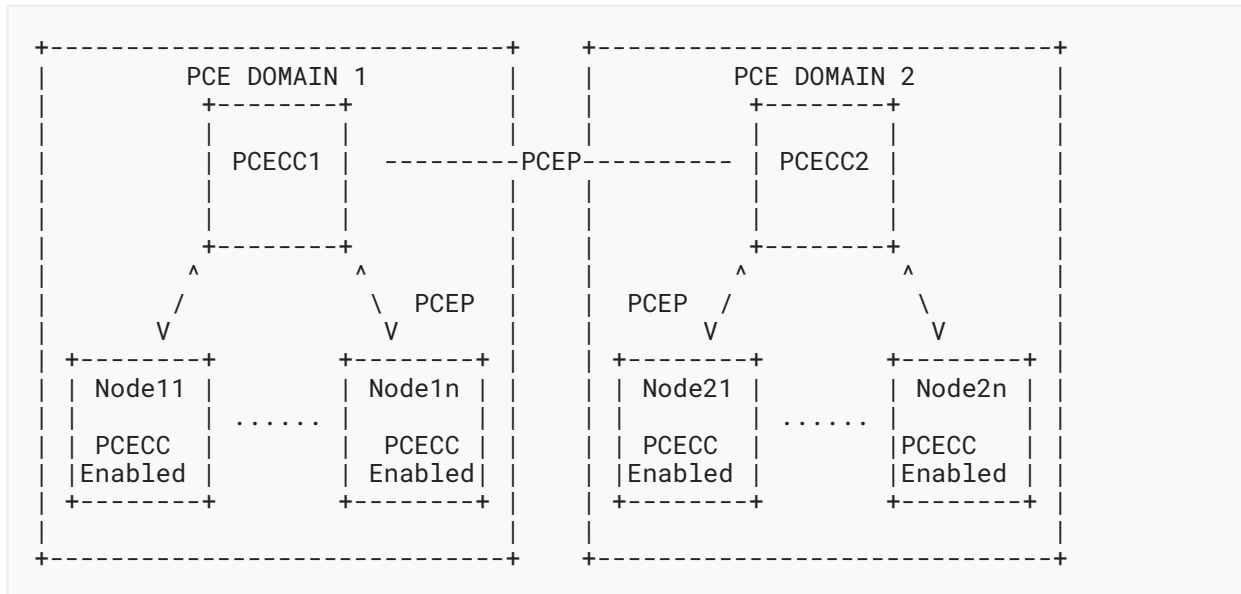 PCE DOMAIN 1 PCE DOMAIN 2
PCECC1 PCEP PCECC2
PCEP PCEP
Node11 Node1n Node21 Node2n
...... ......
PCECC PCECC PCECC PCECC
Enabled Enabled Enabled Enabled